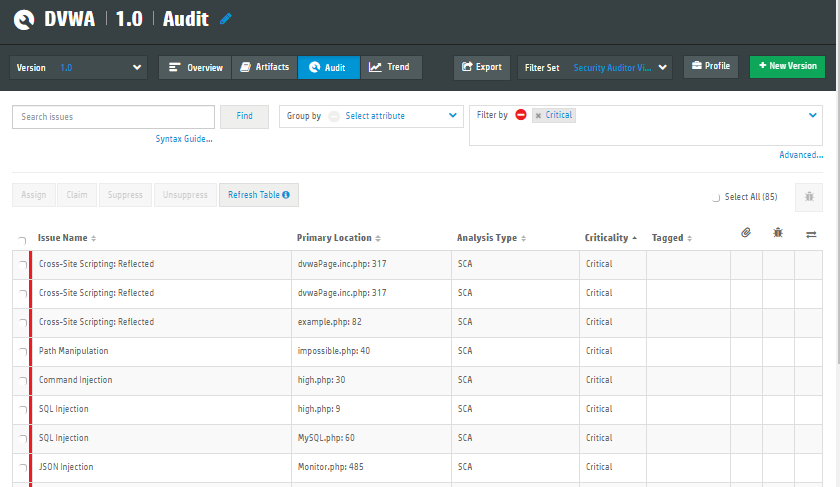 DVWA 1.0 Audit
Version 1.0 Overview Artifacts Audit Trend Export Filter Set Security Auditor Vi... Profile + New Version
Search issues Find Group by Select attribute Filter by Critical
Syntax Guide...
Advanced...
Assign Claim Suppress Unsuppress Refresh Table Select All (85)
Issue Name Primary Location Analysis Type Criticality Tagged
Cross-Site Scripting: Reflected dvwaPage.inc.php: 317 SCA Critical
Cross-Site Scripting: Reflected dvwaPage.inc.php: 317 SCA Critical
Cross-Site Scripting: Reflected example.php: 82 SCA Critical
Path Manipulation impossible.php: 40 SCA Critical
Command Injection high.php: 30 SCA Critical
SQL Injection high.php: 9 SCA Critical
SQL Injection MySQL.php: 60 SCA Critical
JSON Injection Monitor.php: 485 SCA Critical